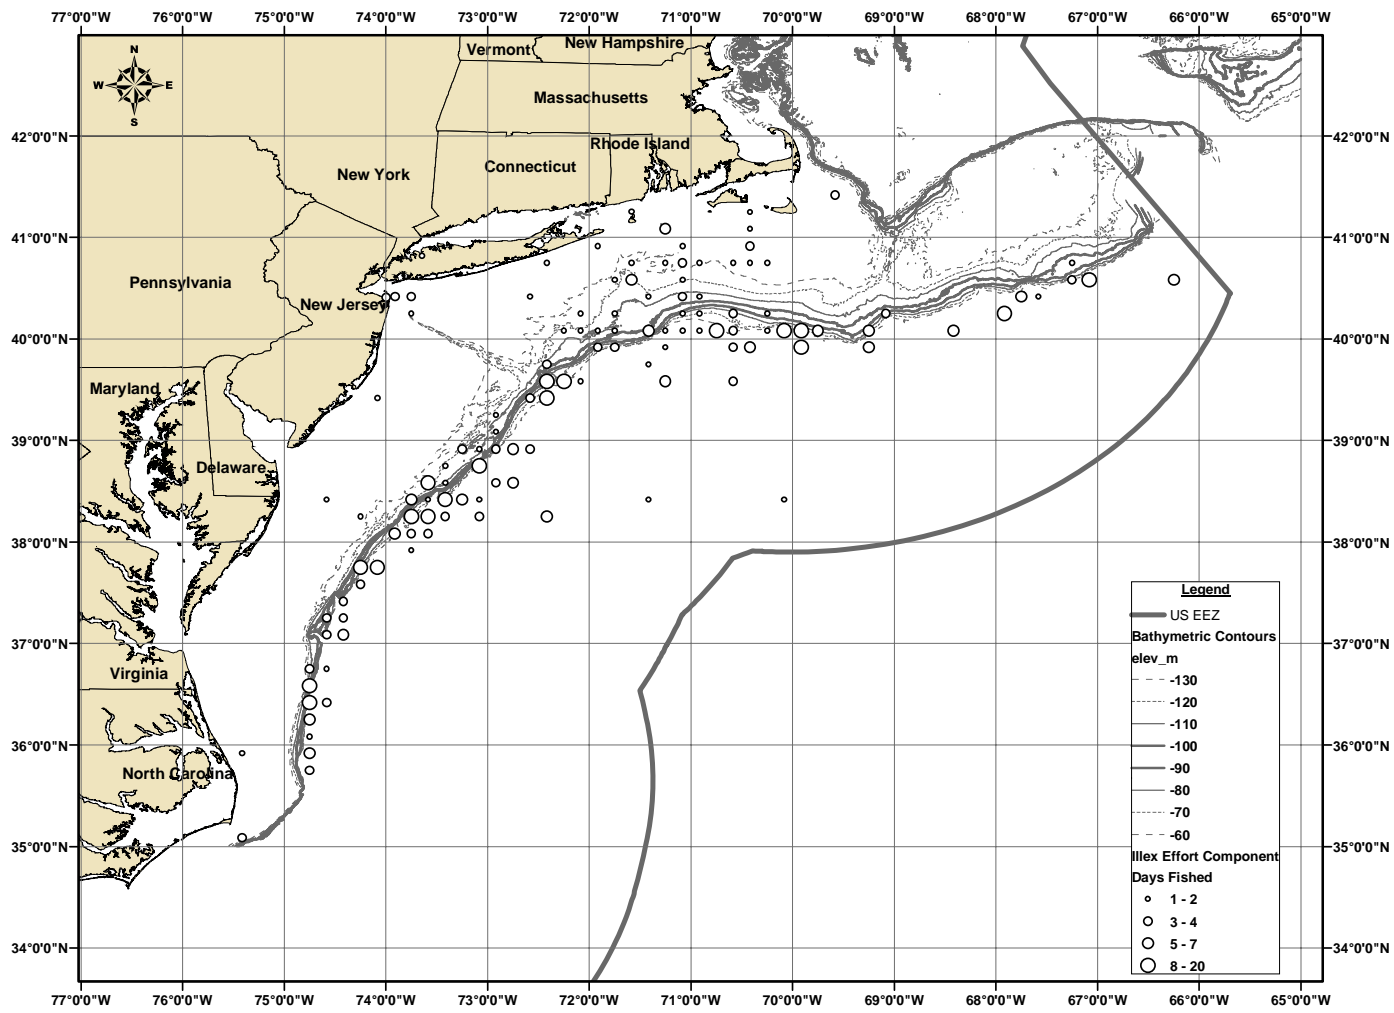 77°0'0"W 76°0'0"W 75°0'0"W 74°0'0"W 73°0'0"W 72°0'0"W 71°0'0"W 70°0'0"W 69°0'0"W 68°0'0"W 67°0'0"W 66°0'0"W 65°0'0"W
N
W E
S
Vermont
New Hampshire
Massachusetts
42°0'0"N 42°0'0"N
Rhode Island
Connecticut
New York
41°0'0"N 41°0'0"N
Pennsylvania
New Jersey
40°0'0"N 40°0'0"N
Maryland
39°0'0"N 39°0'0"N
Delaware
38°0'0"N 38°0'0"N
37°0'0"N 37°0'0"N
Virginia
36°0'0"N 36°0'0"N
North Carolina
35°0'0"N 35°0'0"N
34°0'0"N 34°0'0"N
Legend
US EEZ
Bathymetric Contours
elev_m
-130
-120
-110
-100
-90
-80
-70
-60
Illex Effort Component
Days Fished
1 - 2
3 - 4
5 - 7
8 - 20
77°0'0"W 76°0'0"W 75°0'0"W 74°0'0"W 73°0'0"W 72°0'0"W 71°0'0"W 70°0'0"W 69°0'0"W 68°0'0"W 67°0'0"W 66°0'0"W 65°0'0"W